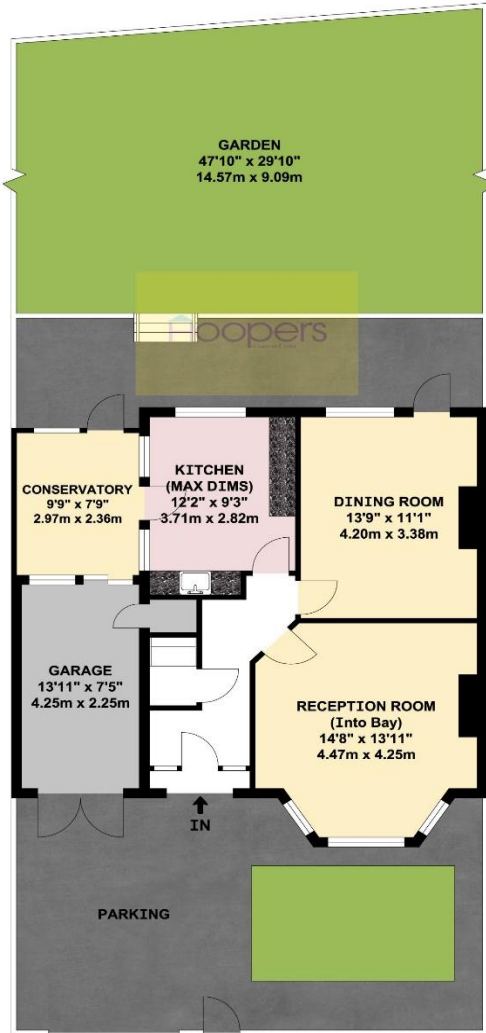 GARDEN
47'10" x 29'10"
14.57m x 9.09m
hoopers
CONSERVATORY
9'9" x 7'9"
2.97m x 2.36m
KITCHEN
(MAX DIMS)
12'2" x 9'3"
3.71m x 2.82m
DINING ROOM
13'9" x 11'1"
4.20m x 3.38m
GARAGE
13'11" x 7'5"
4.25m x 2.25m
RECEPTION ROOM
(Into Bay)
14'8" x 13'11"
4.47m x 4.25m
IN
PARKING